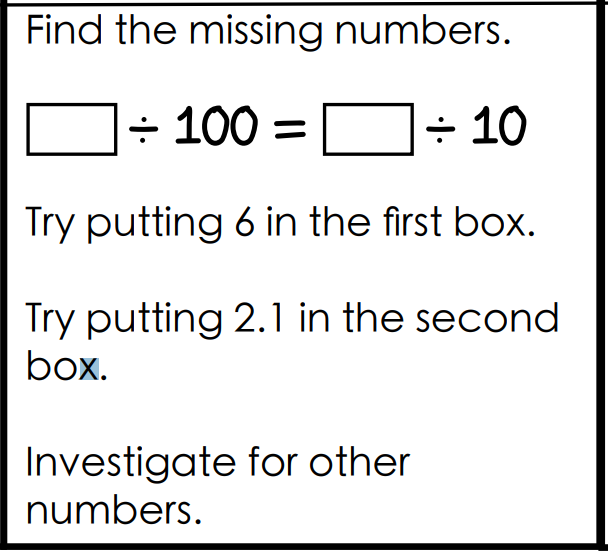 Find the missing numbers.
÷ 100 = ÷ 10
Try putting 6 in the first box.
Try putting 2.1 in the second
box.
Investigate for other
numbers.